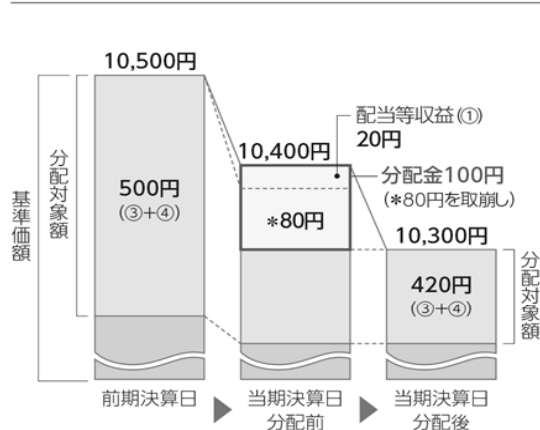 10,500円
配当等収益(①)
20円
10,400円
分配金100円
(*80円を取崩し)
基準価額
分配対象額
500円
(③+④)
*80円
10,300円
420円
(③+④)
分配対象額
前期決算日
当期決算日
分配前
当期決算日
分配後